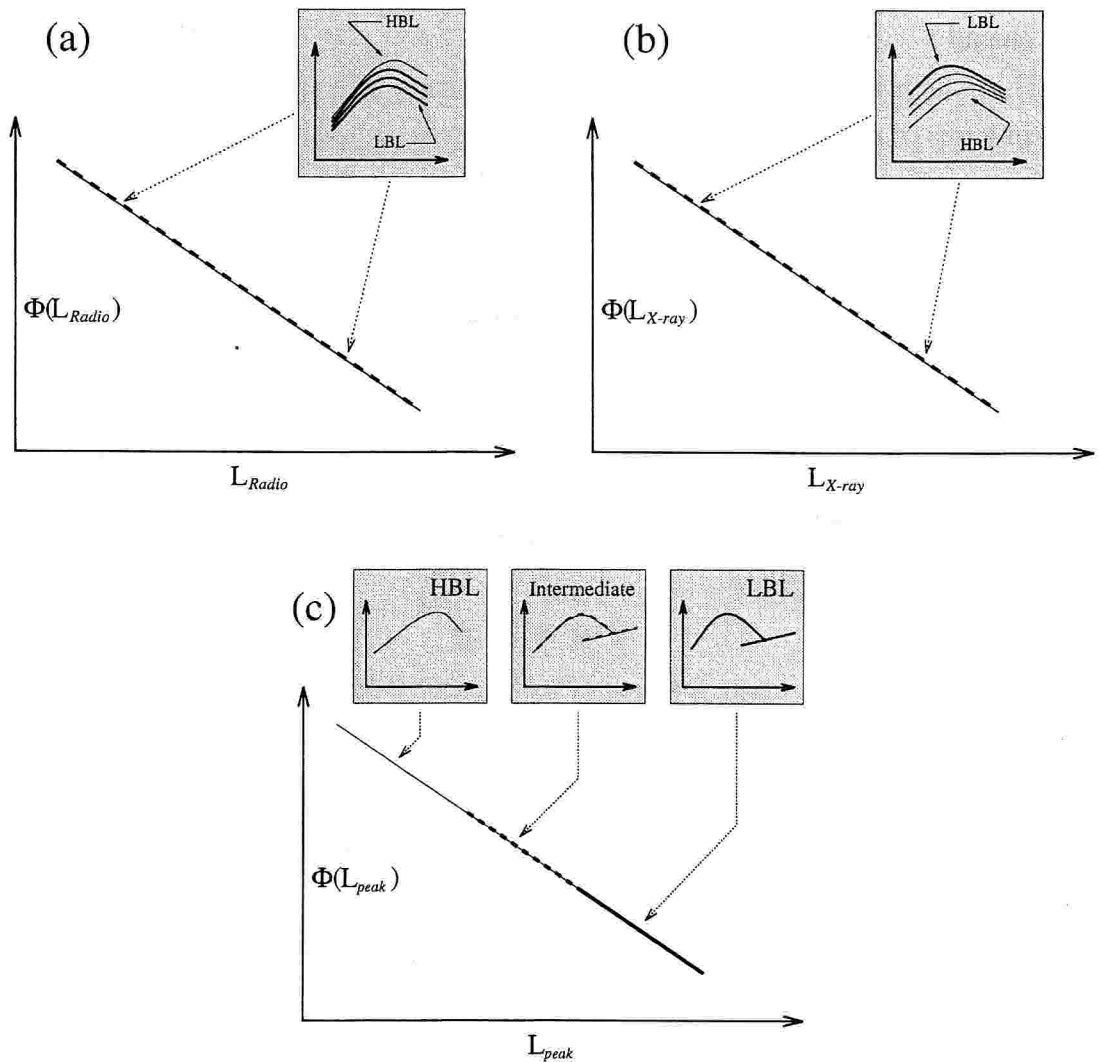 (a)
HBL
LBL
Φ(L_Radio)
L_Radio
(b)
LBL
HBL
Φ(L_X-ray)
L_X-ray
(c)
HBL
Intermediate
LBL
Φ(L_peak)
L_peak